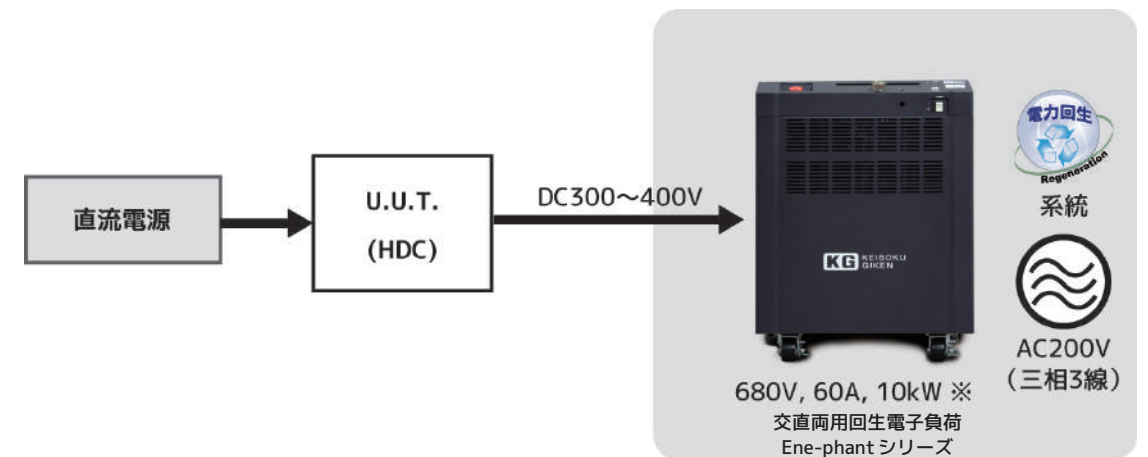 直流電源
U.U.T.
(HDC)
DC300～400V
KG KEISOKU
GIKEN
電力回生
Regeneration
系統
AC200V
（三相3線）
680V, 60A, 10kW ※
交直両用回生電子負荷
Ene-phant シリーズ